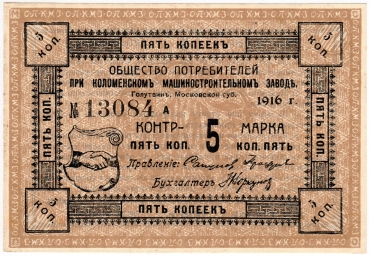 5 КОП. ПЯТЬ КОПЕЕКЪ 5 КОП.
ОБЩЕСТВО ПОТРЕБИТЕЛЕЙ
ПРИ КОЛОМЕНСКОМЪ МАШИНОСТРОИТЕЛЬНОМЪ ЗАВОДѢ.
Голутвинъ, Московской губ.
№ 13084 А 1916 г.
КОНТР- 5 МАРКА
ПЯТЬ КОП. КОП. ПЯТЬ
Правленіе:
Бухгалтеръ
ПЯТЬ КОП.
ПЯТЬ КОП.
5 КОП. ПЯТЬ КОПЕЕКЪ 5 КОП.